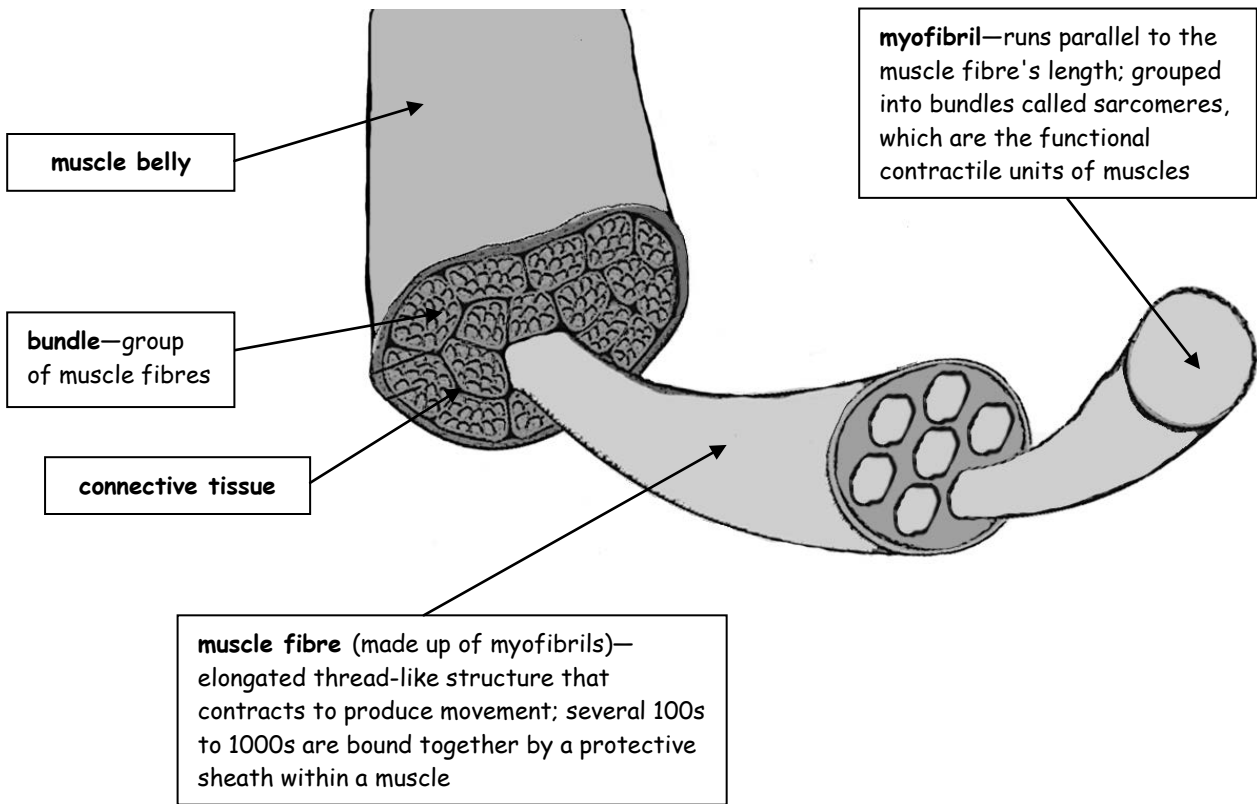 myofibril—runs parallel to the
muscle fibre's length; grouped
into bundles called sarcomeres,
which are the functional
contractile units of muscles
muscle belly
bundle—group
of muscle fibres
connective tissue
muscle fibre (made up of myofibrils)—
elongated thread-like structure that
contracts to produce movement; several 100s
to 1000s are bound together by a protective
sheath within a muscle